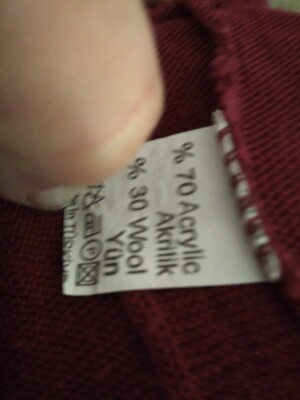 % 70 Acrylic
Akrilik
% 30 Wool
Yün